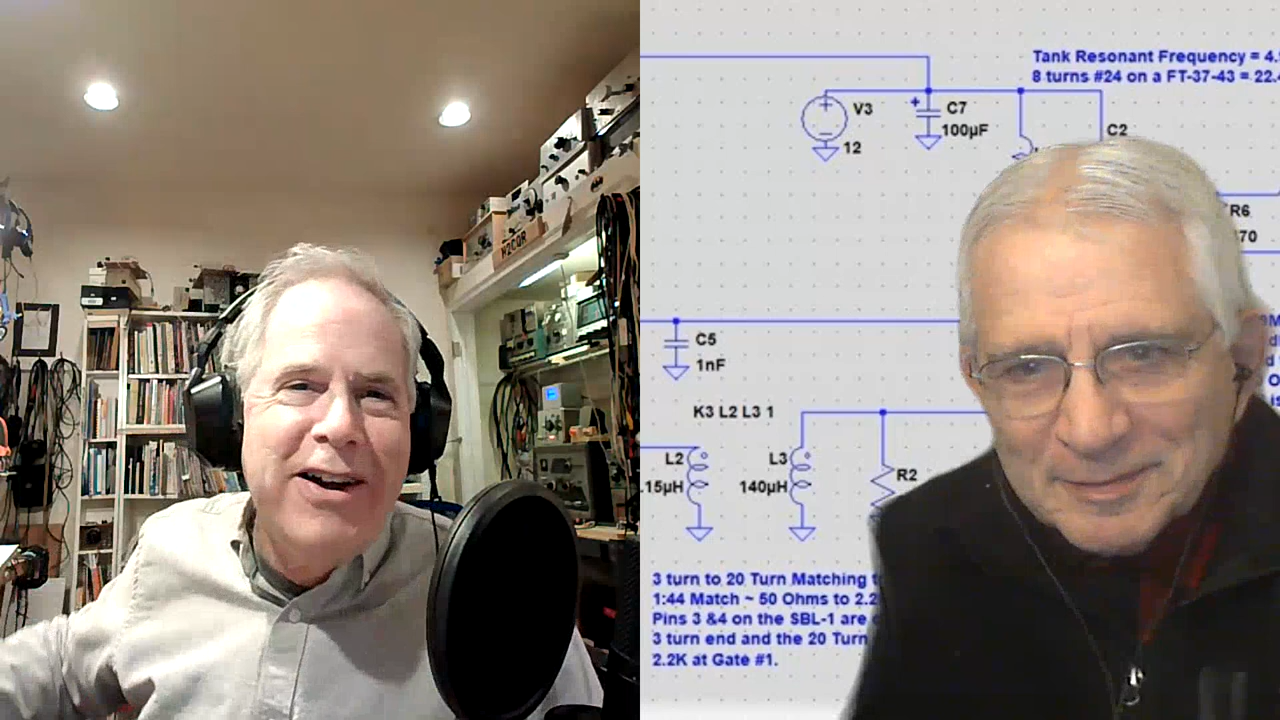 N2CQR
Tank Resonant Frequency = 4.
8 turns #24 on a FT-37-43 = 22.
V3
12
C7
100µF
C2
R6
70
C5
1nF
K3 L2 L3 1
L2
.15µH
L3
140µH
R2
3 turn to 20 Turn Matching
1:44 Match ~ 50 Ohms to 2.2
Pins 3 &4 on the SBL-1 are
3 turn end and the 20 Turn
2.2K at Gate #1.